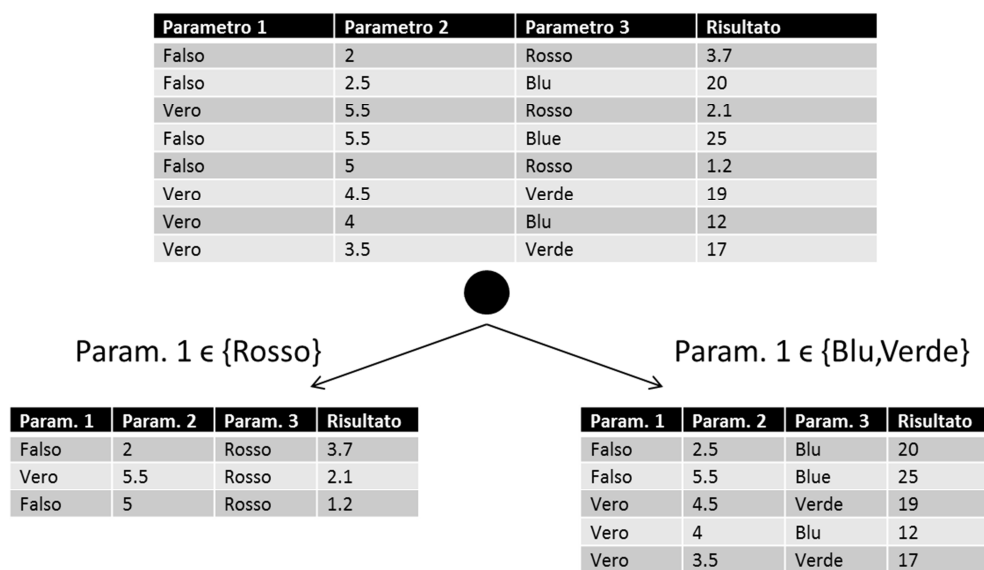 Parametro 1 Parametro 2 Parametro 3 Risultato
Falso 2 Rosso 3.7
Falso 2.5 Blu 20
Vero 5.5 Rosso 2.1
Falso 5.5 Blue 25
Falso 5 Rosso 1.2
Vero 4.5 Verde 19
Vero 4 Blu 12
Vero 3.5 Verde 17
Param. 1 ϵ {Rosso}
Param. 1 ϵ {Blu,Verde}
Param. 1 Param. 2 Param. 3 Risultato
Falso 2 Rosso 3.7
Vero 5.5 Rosso 2.1
Falso 5 Rosso 1.2
Param. 1 Param. 2 Param. 3 Risultato
Falso 2.5 Blu 20
Falso 5.5 Blue 25
Vero 4.5 Verde 19
Vero 4 Blu 12
Vero 3.5 Verde 17